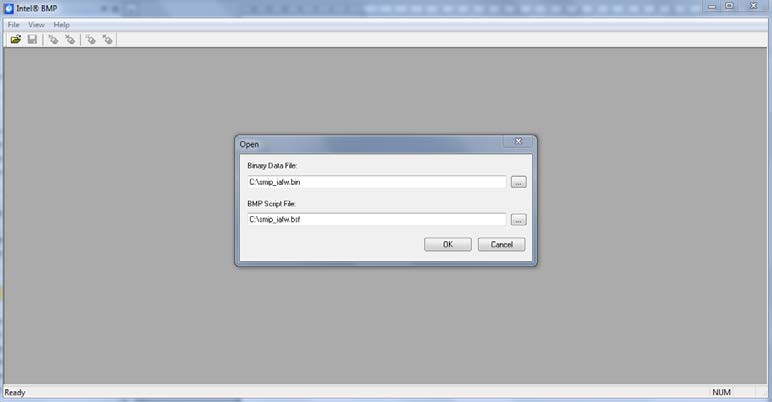 Intel® BMP
File View Help
Open
Binary Data File:
C:\smip_iafw.bin
...
BMP Script File:
C:\smip_iafw.bsf
...
OK Cancel
Ready NUM